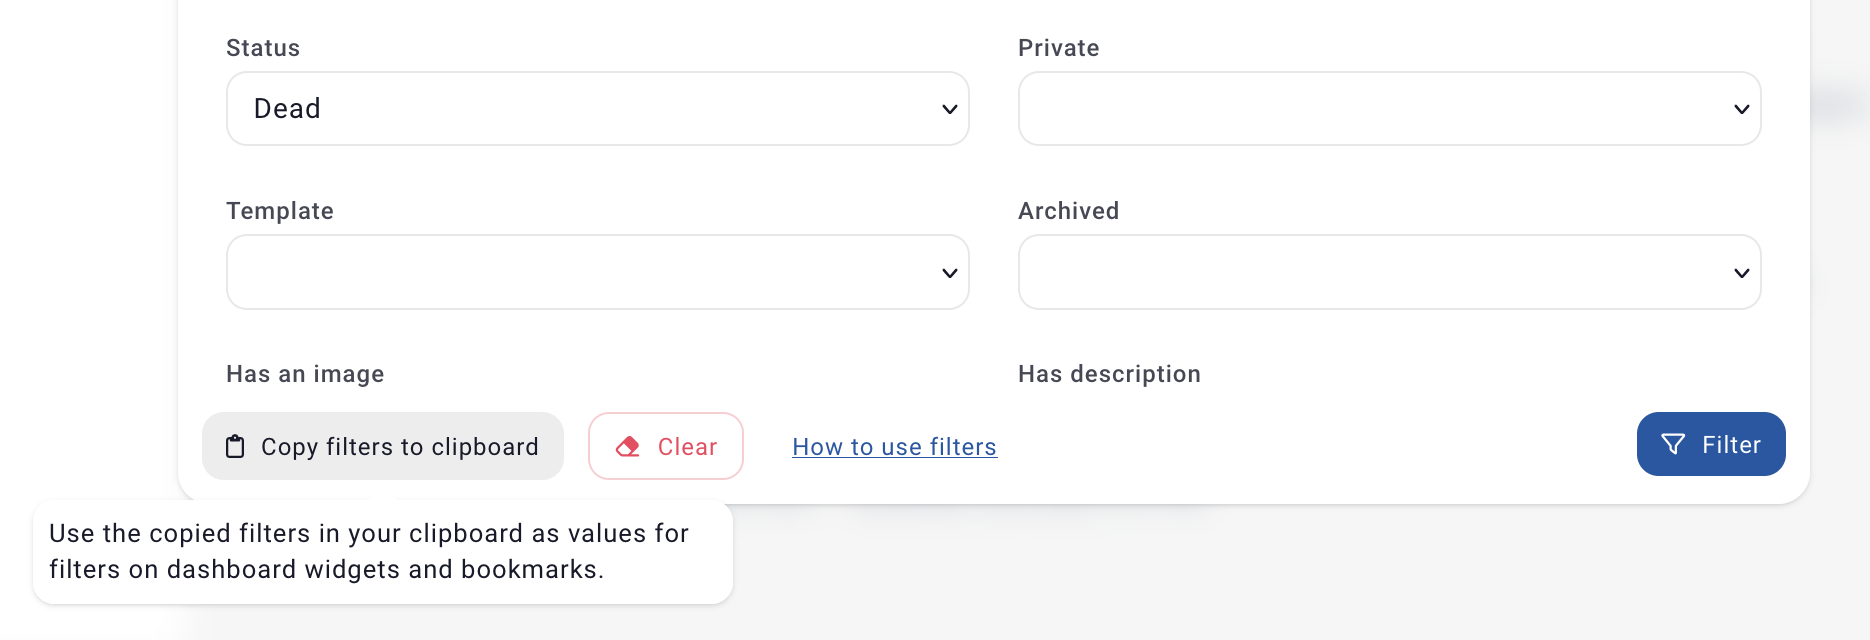 Status
Private
Dead
Template
Archived
Has an image
Has description
Copy filters to clipboard
Clear
How to use filters
Filter
Use the copied filters in your clipboard as values for
filters on dashboard widgets and bookmarks.